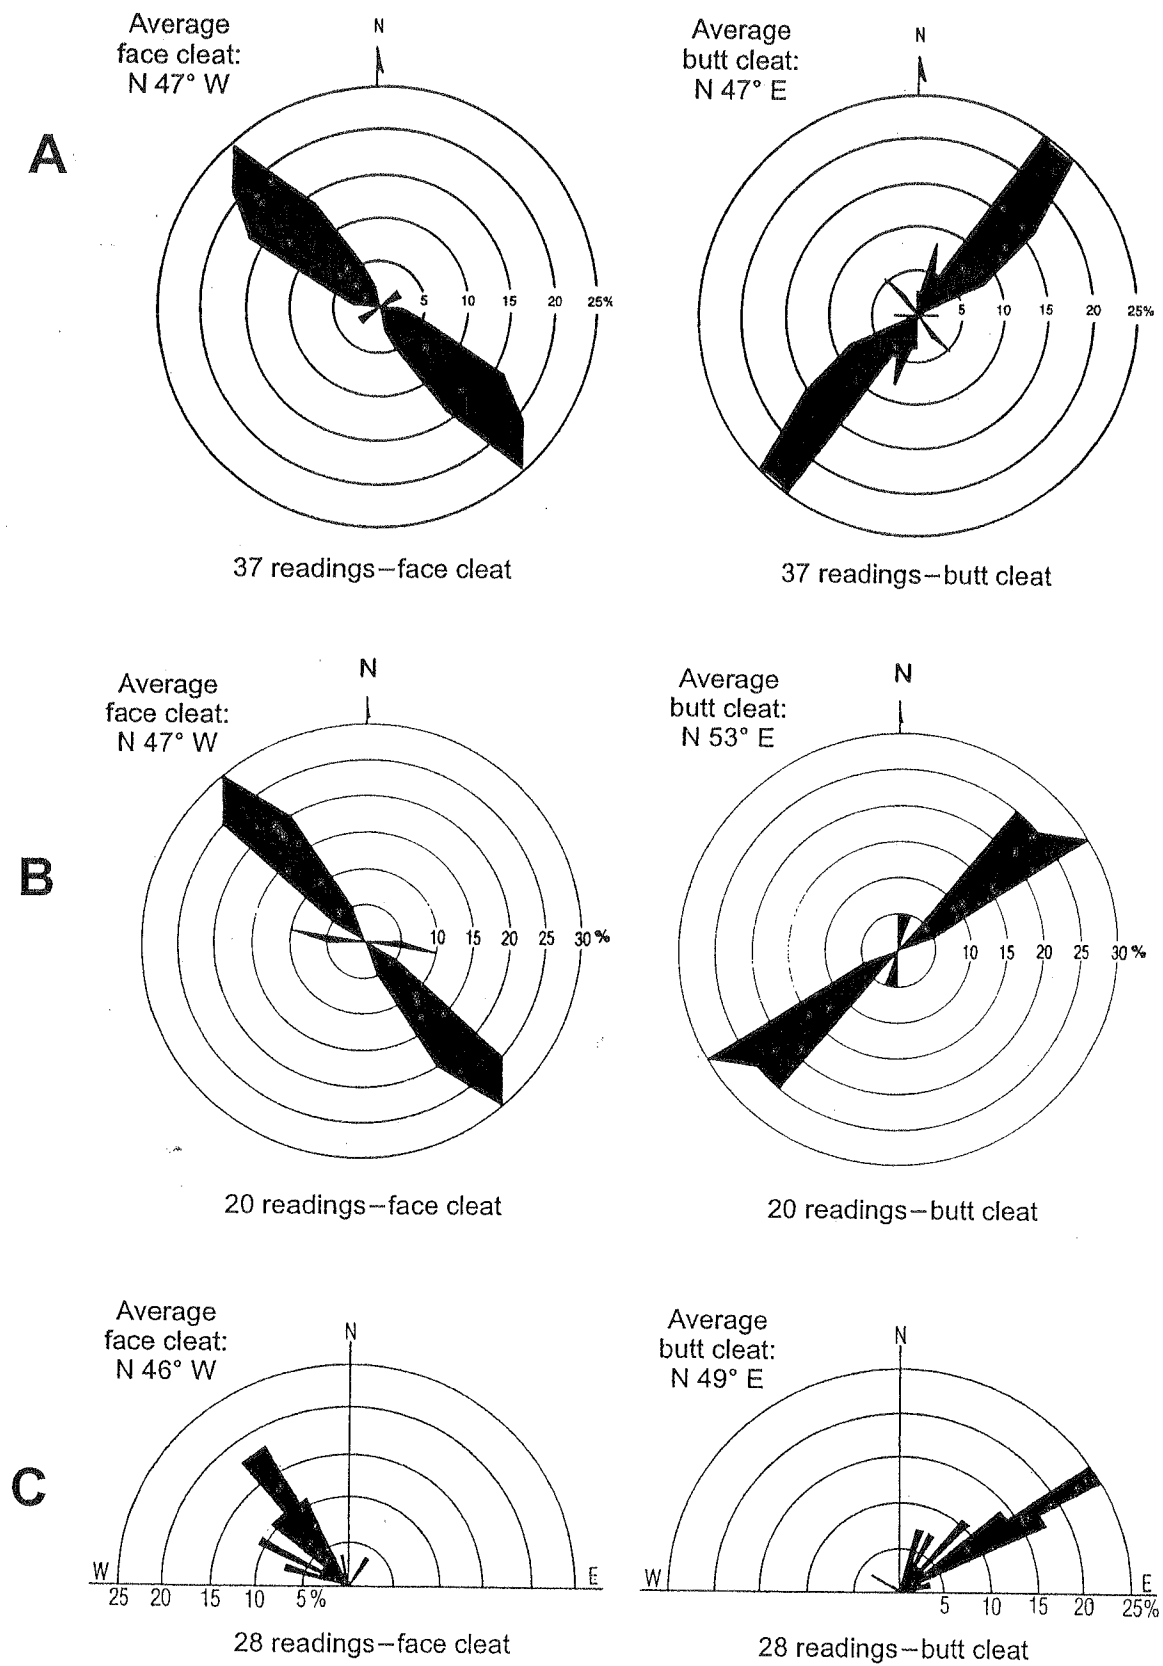 Average
face cleat:
N 47° W
N
Average
butt cleat:
N 47° E
N
A
5 10 15 20 25%
5 10 15 20 25%
37 readings–face cleat
37 readings–butt cleat
Average
face cleat:
N 47° W
N
Average
butt cleat:
N 53° E
N
B
10 15 20 25 30 %
10 15 20 25 30 %
20 readings–face cleat
20 readings–butt cleat
Average
face cleat:
N 46° W
N
Average
butt cleat:
N 49° E
N
C
W E
25 20 15 10 5 %
W E
5 10 15 20 25%
28 readings–face cleat
28 readings–butt cleat